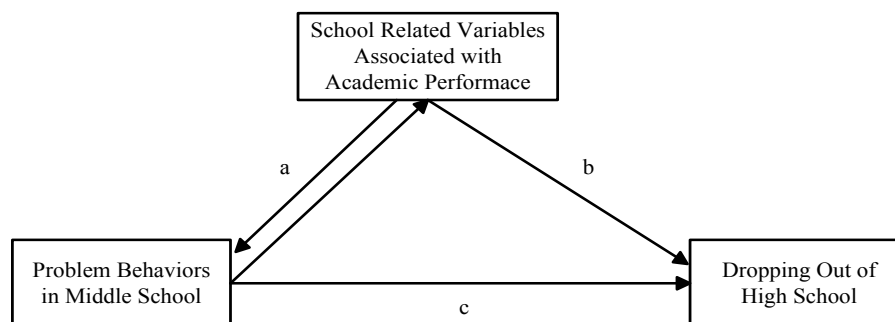 School Related Variables
Associated with
Academic Performace
a
b
Problem Behaviors
in Middle School
Dropping Out of
High School
c